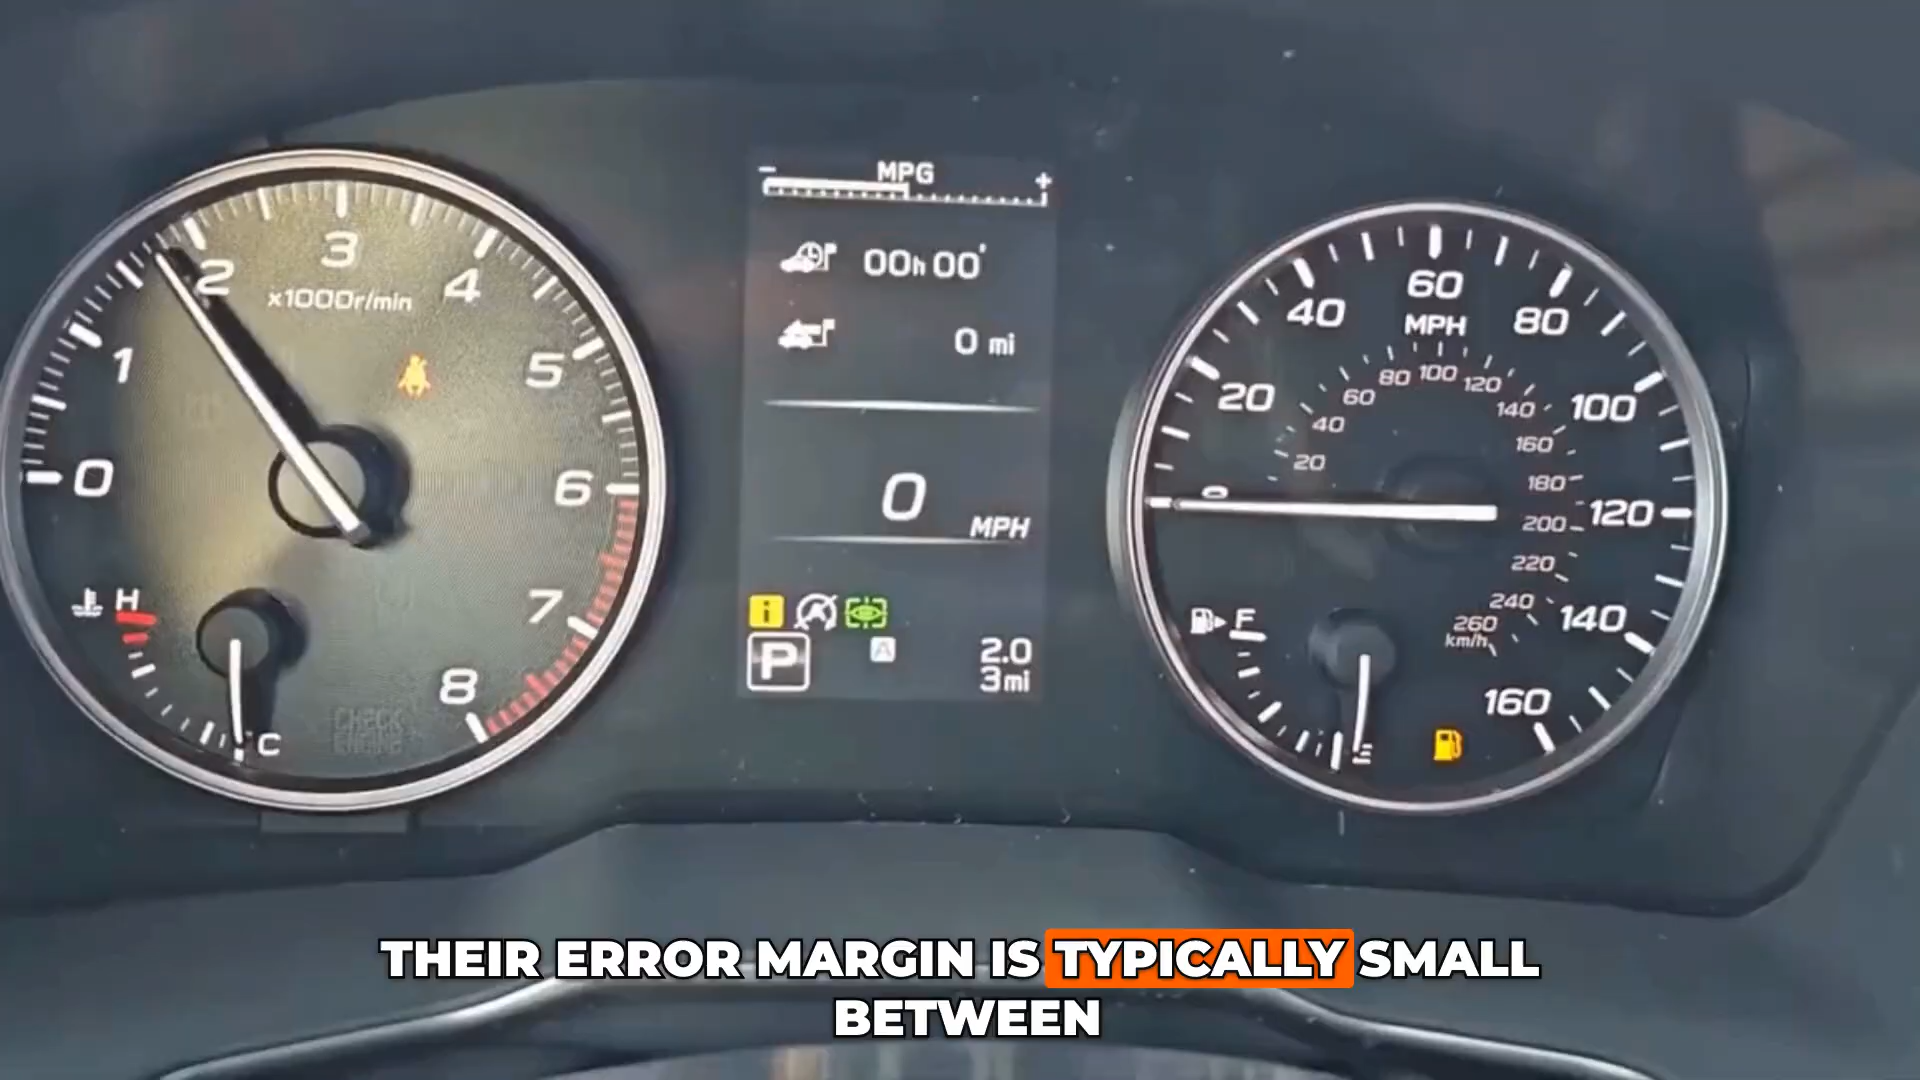 MPG
- +
00h 00'
0 mi
0
MPH
i
A
P
2.0
3mi
0
1
2
3
4
5
6
7
8
x1000r/min
H
C
CHECK
ENGINE
0
20
40
60
80
100
120
140
160
MPH
20
40
60
80
100
120
140
160
180
200
220
240
260
km/h
F
E
THEIR ERROR MARGIN IS TYPICALLY SMALL
BETWEEN